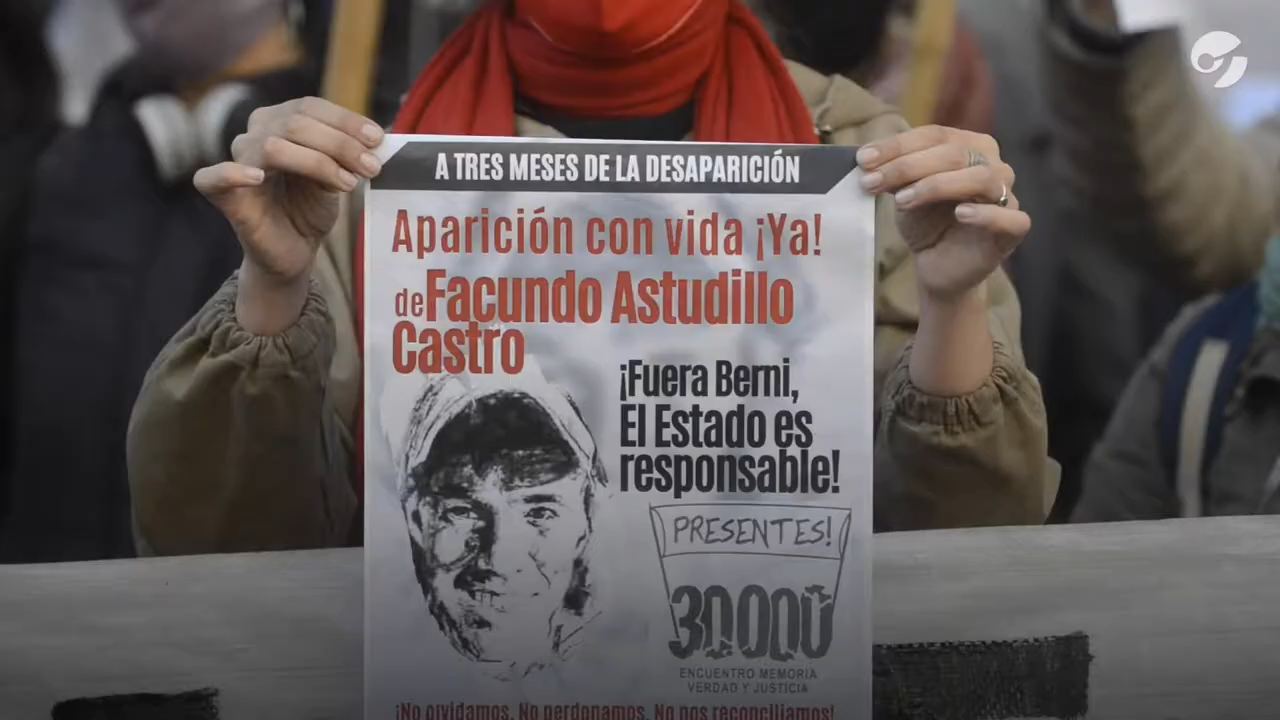 A TRES MESES DE LA DESAPARICIÓN
Aparición con vida ¡Ya!
de Facundo Astudillo
Castro
¡Fuera Berni,
El Estado es
responsable!
PRESENTES!
30000
ENCUENTRO MEMORIA
VERDAD Y JUSTICIA
¡No olvidamos. No perdonamos. No nos reconciliamos!